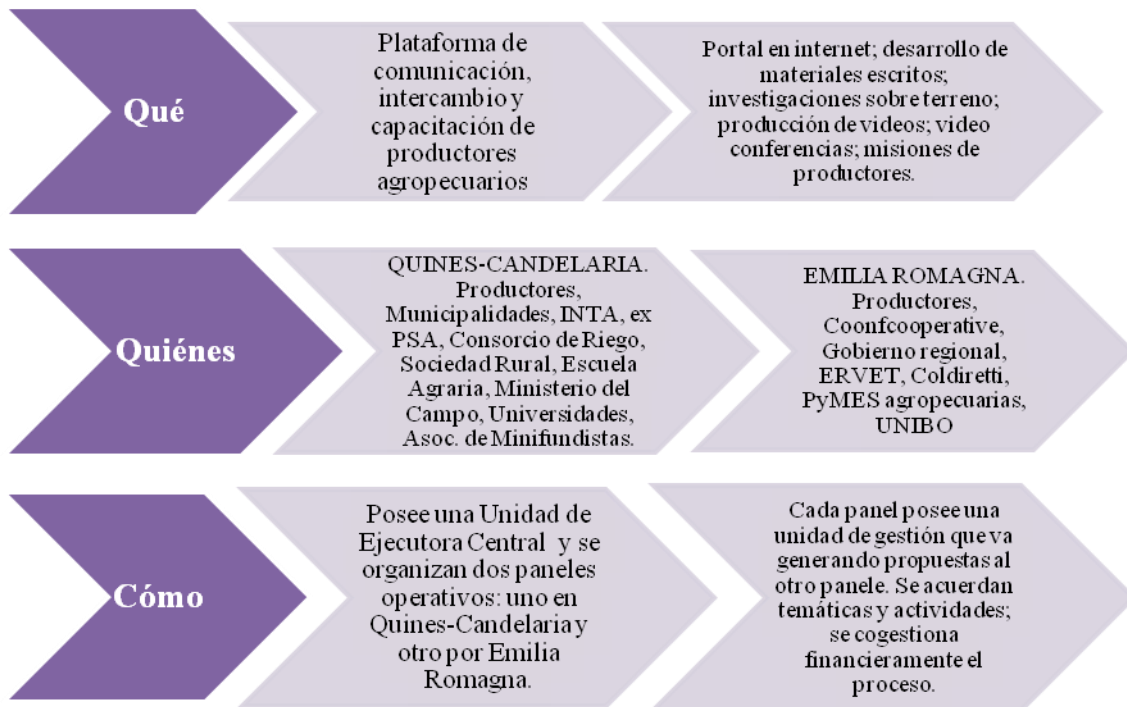 Qué
Plataforma de
comunicación,
intercambio y
capacitación de
productores
agropecuarios
Portal en internet; desarrollo de
materiales escritos;
investigaciones sobre terreno;
producción de videos; video
conferencias; misiones de
productores.
Quiénes
QUINES-CANDELARIA.
Productores,
Municipalidades, INTA, ex
PSA, Consorcio de Riego,
Sociedad Rural, Escuela
Agraria, Ministerio del
Campo, Universidades,
Asoc. de Minifundistas.
EMILIA ROMAGNA.
Productores,
Coonfcooperative,
Gobierno regional,
ERVET, Coldiretti,
PyMES agropecuarias,
UNIBO
Cómo
Posee una Unidad de
Ejecutora Central y se
organizan dos paneles
operativos: uno en
Quines-Candelaria y
otro por Emilia
Romagna.
Cada panel posee una
unidad de gestión que va
generando propuestas al
otro panele. Se acuerdan
temáticas y actividades;
se cogestiona
financieramente el
proceso.